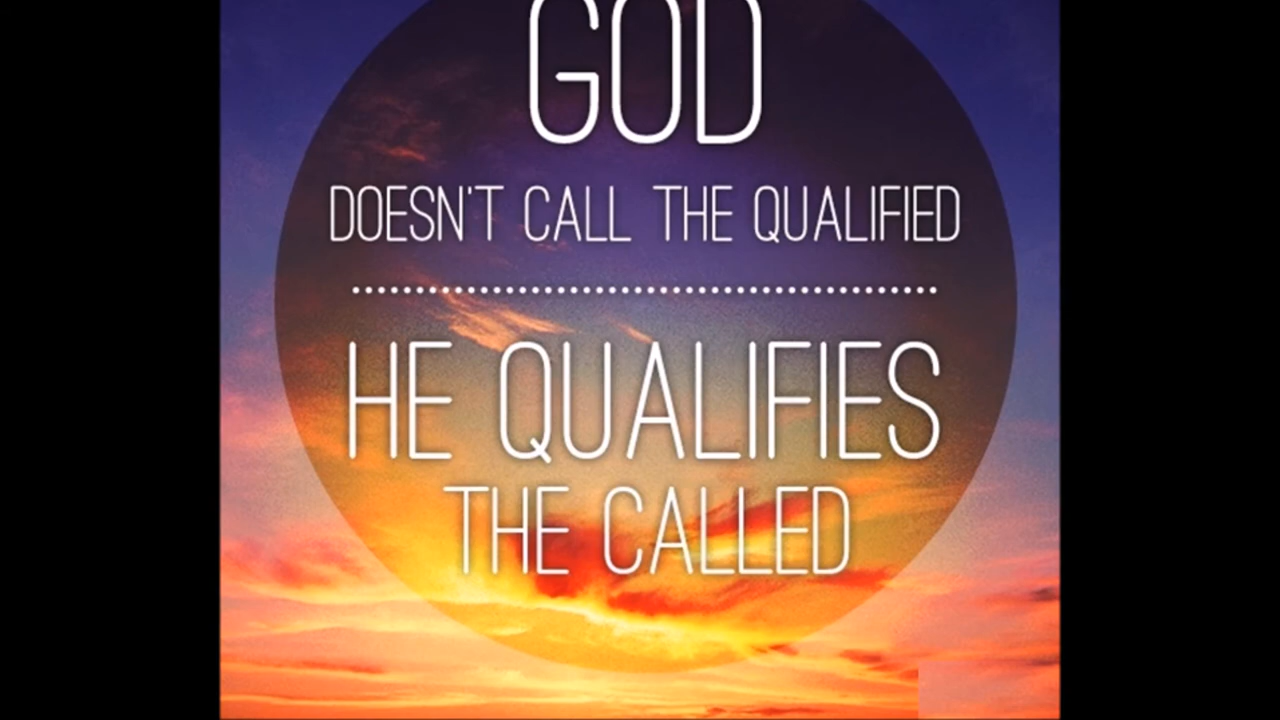 GOD
DOESN'T CALL THE QUALIFIED
HE QUALIFIES
THE CALLED